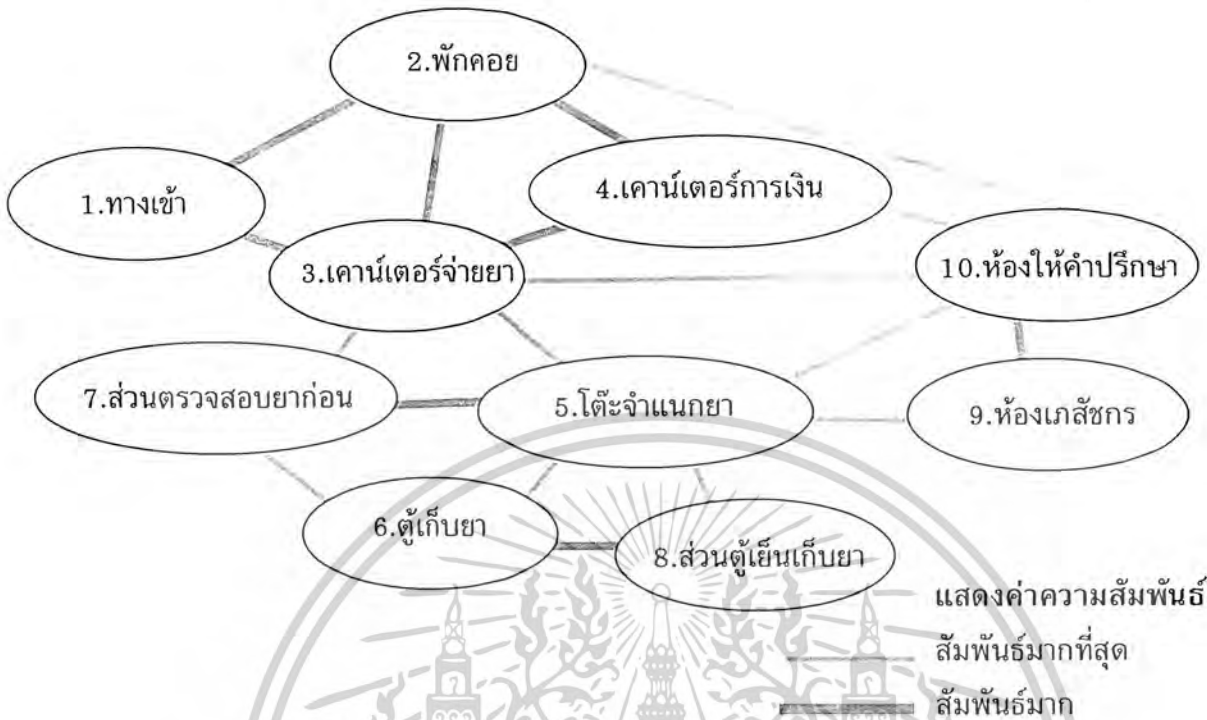 2.พักคอย
1.ทางเข้า
4.เคาน์เตอร์การเงิน
3.เคาน์เตอร์จ่ายยา
10.ห้องให้คำปรึกษา
7.ส่วนตรวจสอบยาก่อน
5.โต๊ะจำแนกยา
9.ห้องเภสัชกร
6.ตู้เก็บยา
8.ส่วนตู้เย็นเก็บยา
แสดงค่าความสัมพันธ์
สัมพันธ์มากที่สุด
สัมพันธ์มาก